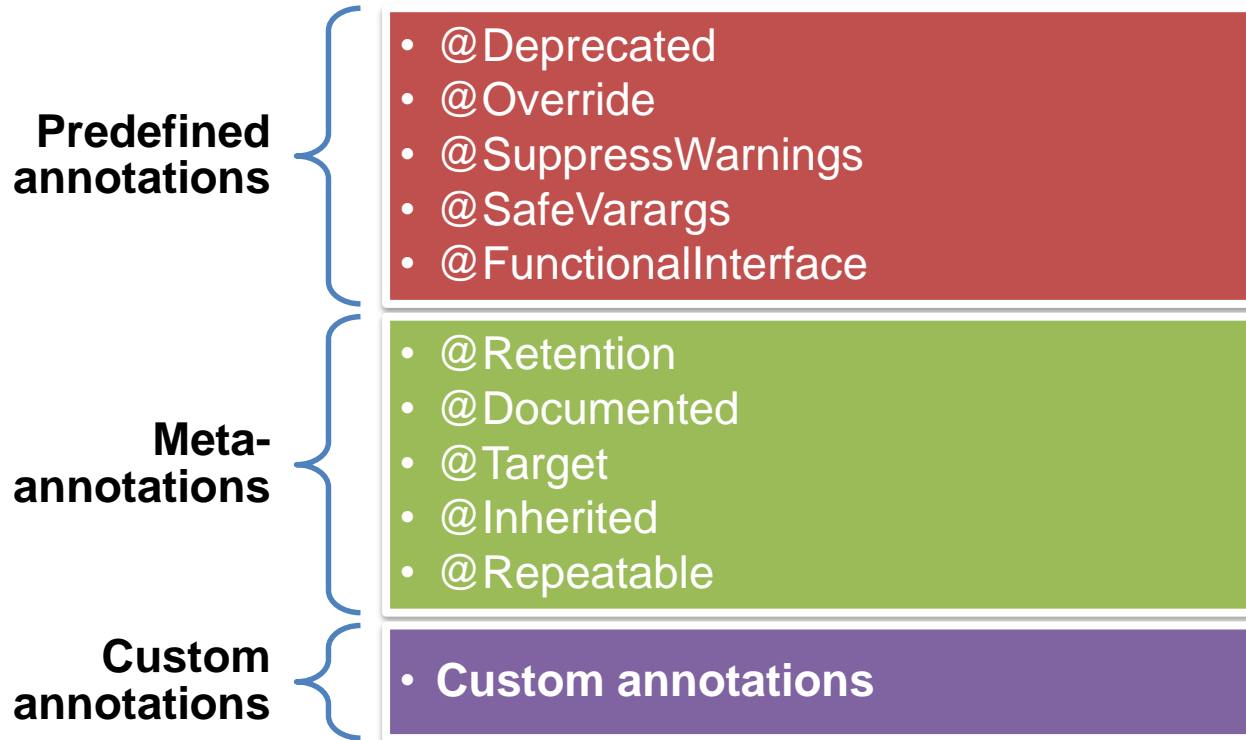 Predefined
annotations
• @Deprecated
• @Override
• @SuppressWarnings
• @SafeVarargs
• @FunctionalInterface
Meta-
annotations
• @Retention
• @Documented
• @Target
• @Inherited
• @Repeatable
Custom
annotations
• Custom annotations